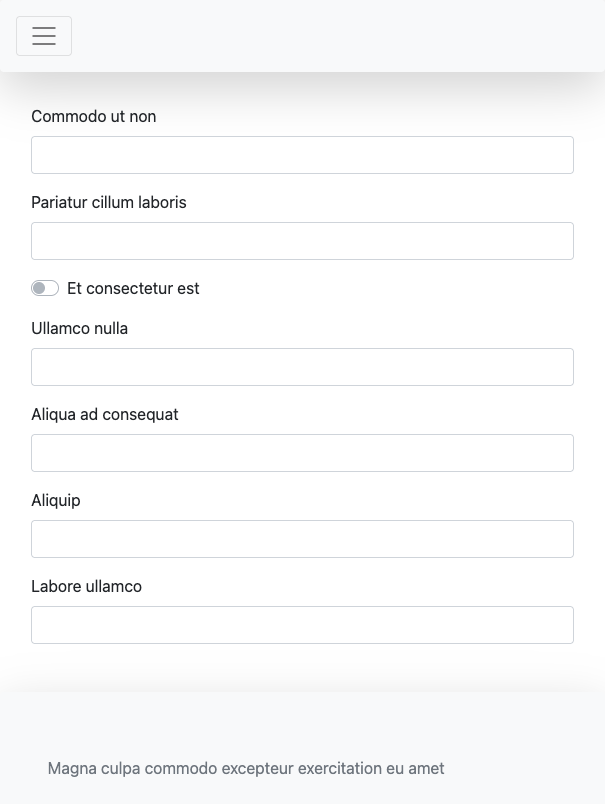 Commodo ut non
Pariatur cillum laboris
Et consectetur est
Ullamco nulla
Aliqua ad consequat
Aliquip
Labore ullamco
Magna culpa commodo excepteur exercitation eu amet